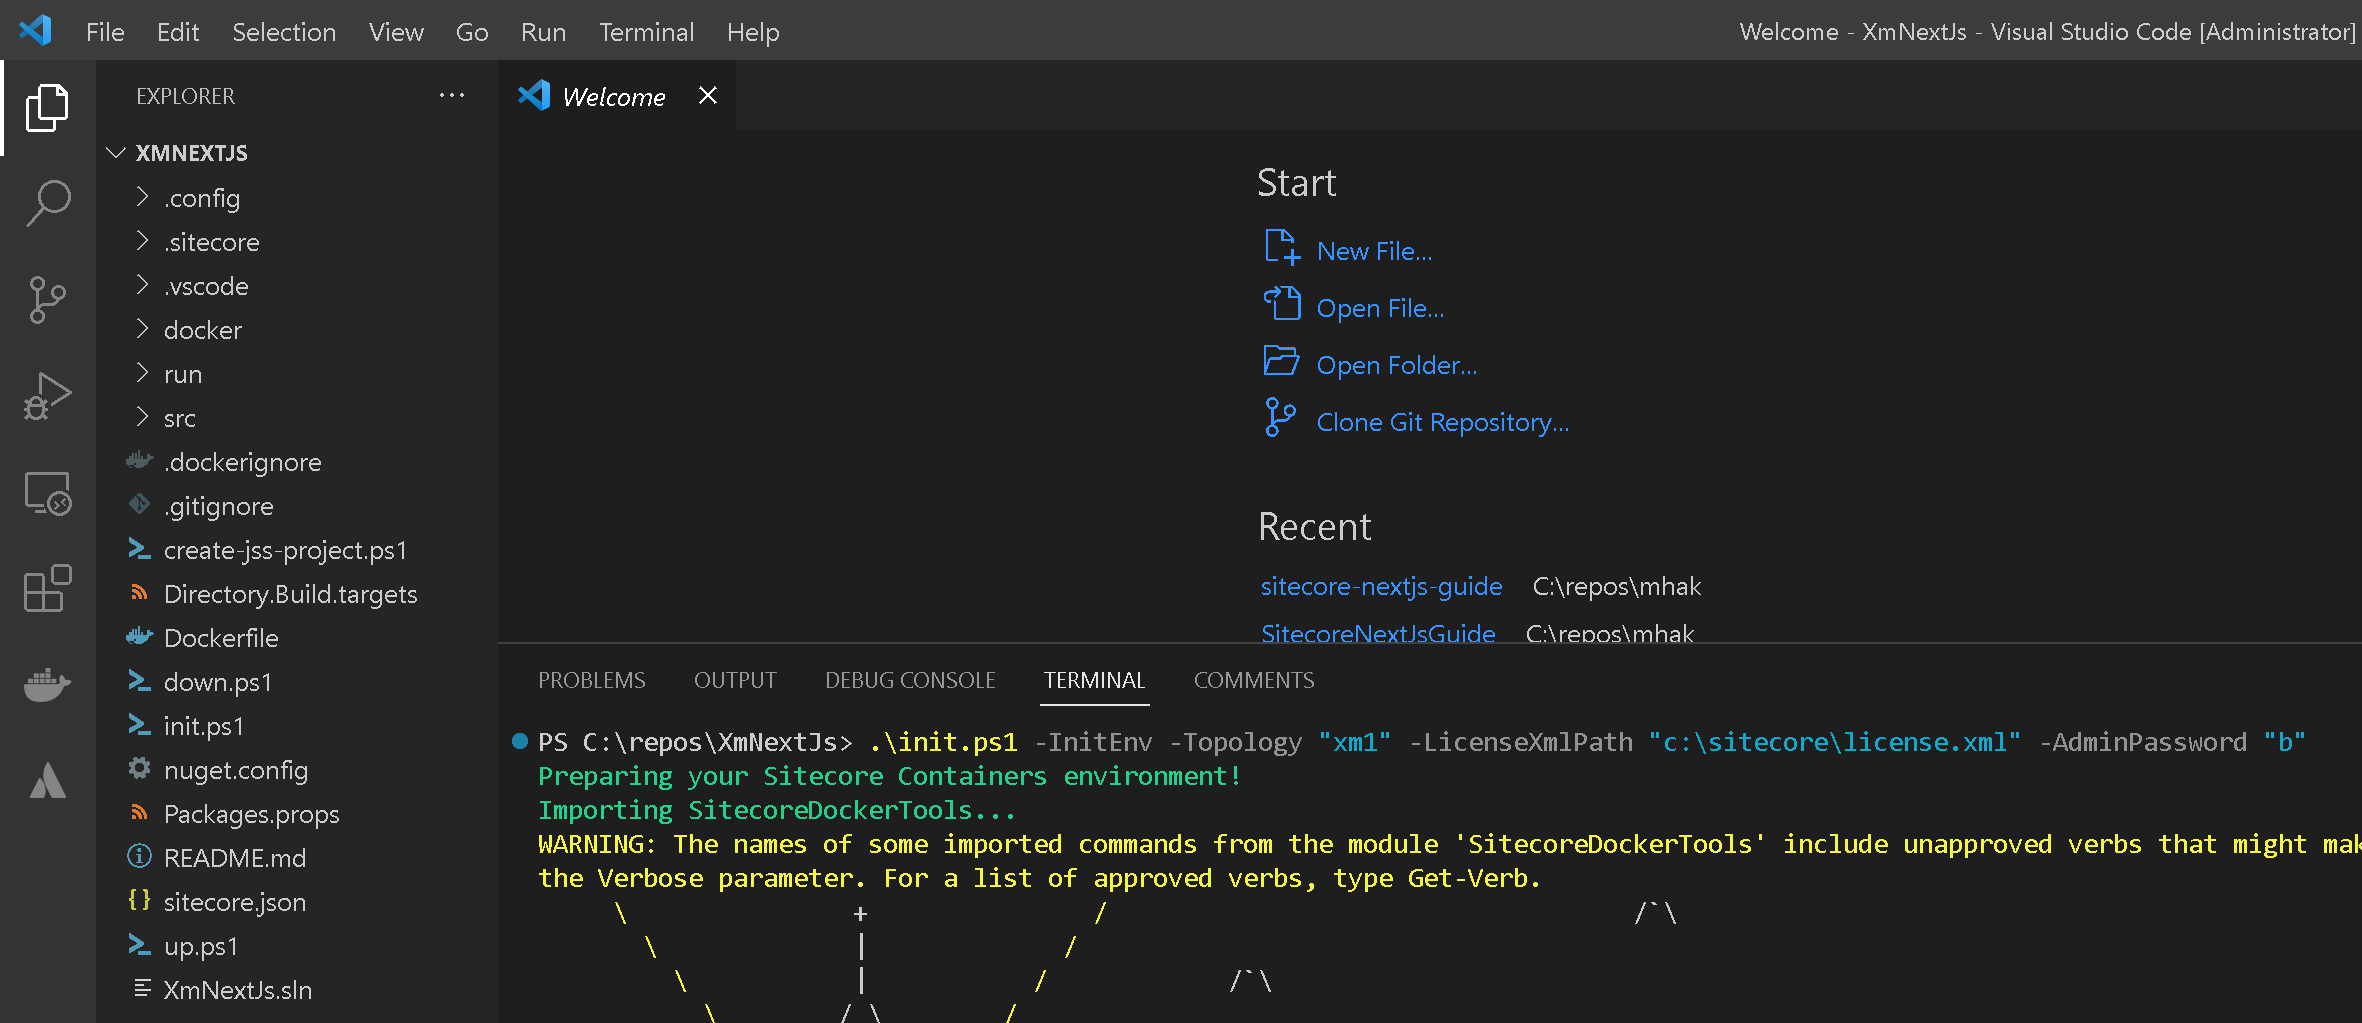 File Edit Selection View Go Run Terminal Help
Welcome - XmNextJs - Visual Studio Code [Administrator]
EXPLORER ···
Welcome
XMNEXTJS
.config
.sitecore
.vscode
docker
run
src
.dockerignore
.gitignore
create-jss-project.ps1
Directory.Build.targets
Dockerfile
down.ps1
init.ps1
nuget.config
Packages.props
README.md
sitecore.json
up.ps1
XmNextJs.sln
Start
New File...
Open File...
Open Folder...
Clone Git Repository...
Recent
sitecore-nextjs-guide C:\repos\mhak
SitecoreNextJsGuide C:\repos\mhak
PROBLEMS OUTPUT DEBUG CONSOLE TERMINAL COMMENTS
PS C:\repos\XmNextJs> .\init.ps1 -InitEnv -Topology "xm1" -LicenseXmlPath "c:\sitecore\license.xml" -AdminPassword "b"
Preparing your Sitecore Containers environment!
Importing SitecoreDockerTools...
WARNING: The names of some imported commands from the module 'SitecoreDockerTools' include unapproved verbs that might mak
the Verbose parameter. For a list of approved verbs, type Get-Verb.